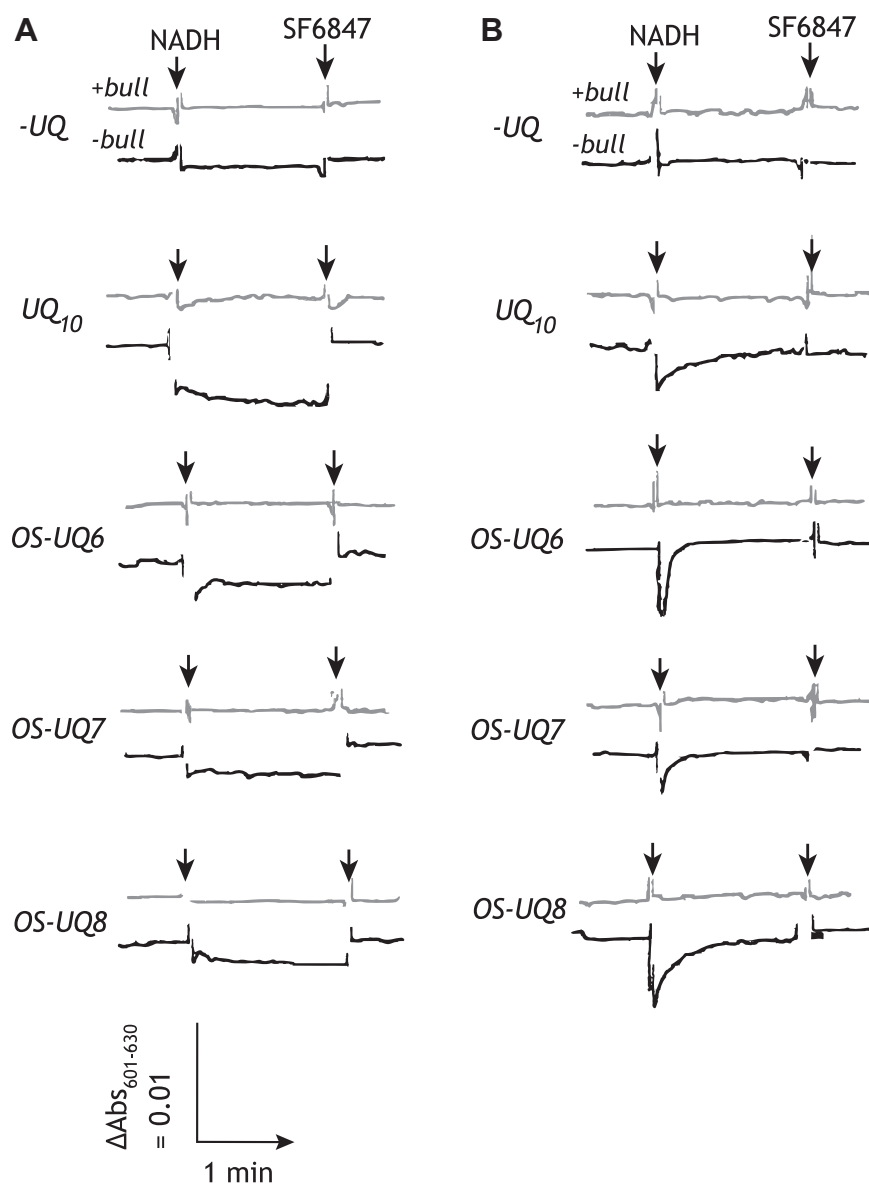 A
NADH
SF6847
+bull
-UQ
-bull
UQ10
OS-UQ6
OS-UQ7
OS-UQ8
ΔAbs601-630
= 0.01
1 min
B
NADH
SF6847
+bull
-UQ
-bull
UQ10
OS-UQ6
OS-UQ7
OS-UQ8